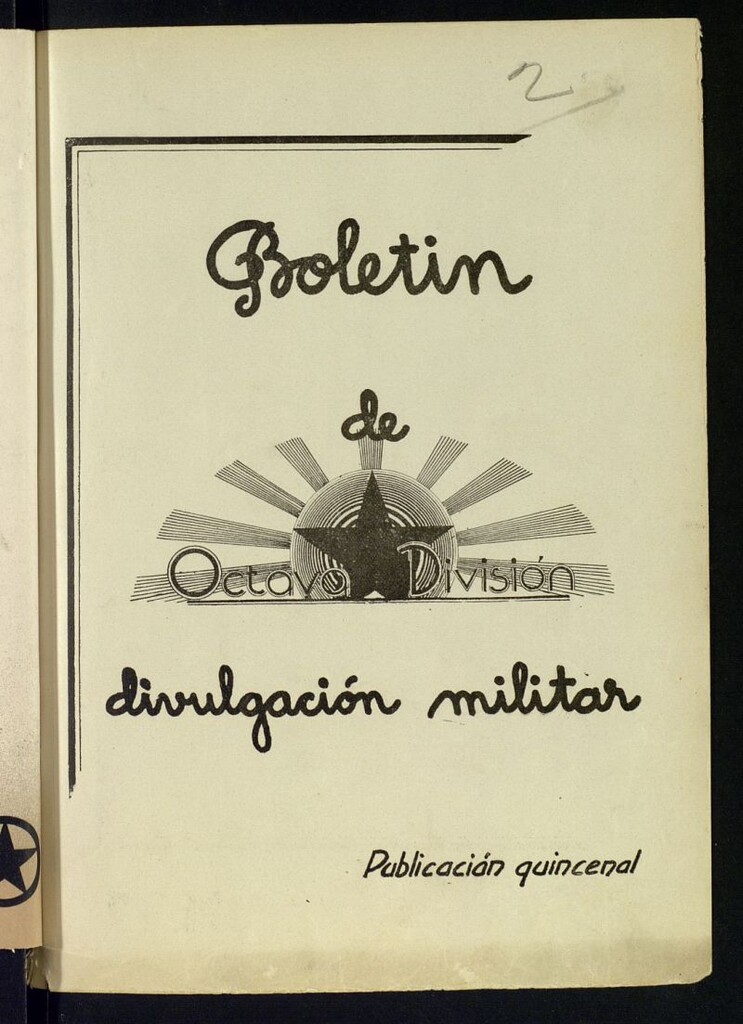 2
Boletin
de
Octava División
divulgación militar
Publicación quincenal